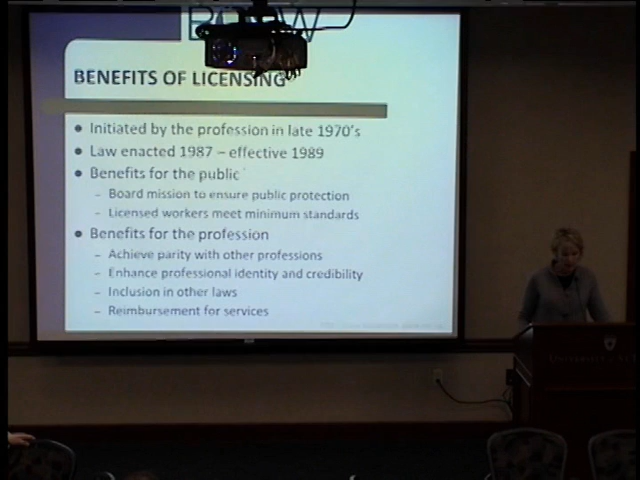 BENEFITS OF LICENSING
• Initiated by the profession in late 1970's
• Law enacted 1987 – effective 1989
• Benefits for the public
– Board mission to ensure public protection
– Licensed workers meet minimum standards
• Benefits for the profession
– Achieve parity with other professions
– Enhance professional identity and credibility
– Inclusion in other laws
– Reimbursement for services
UNIVERSITY OF